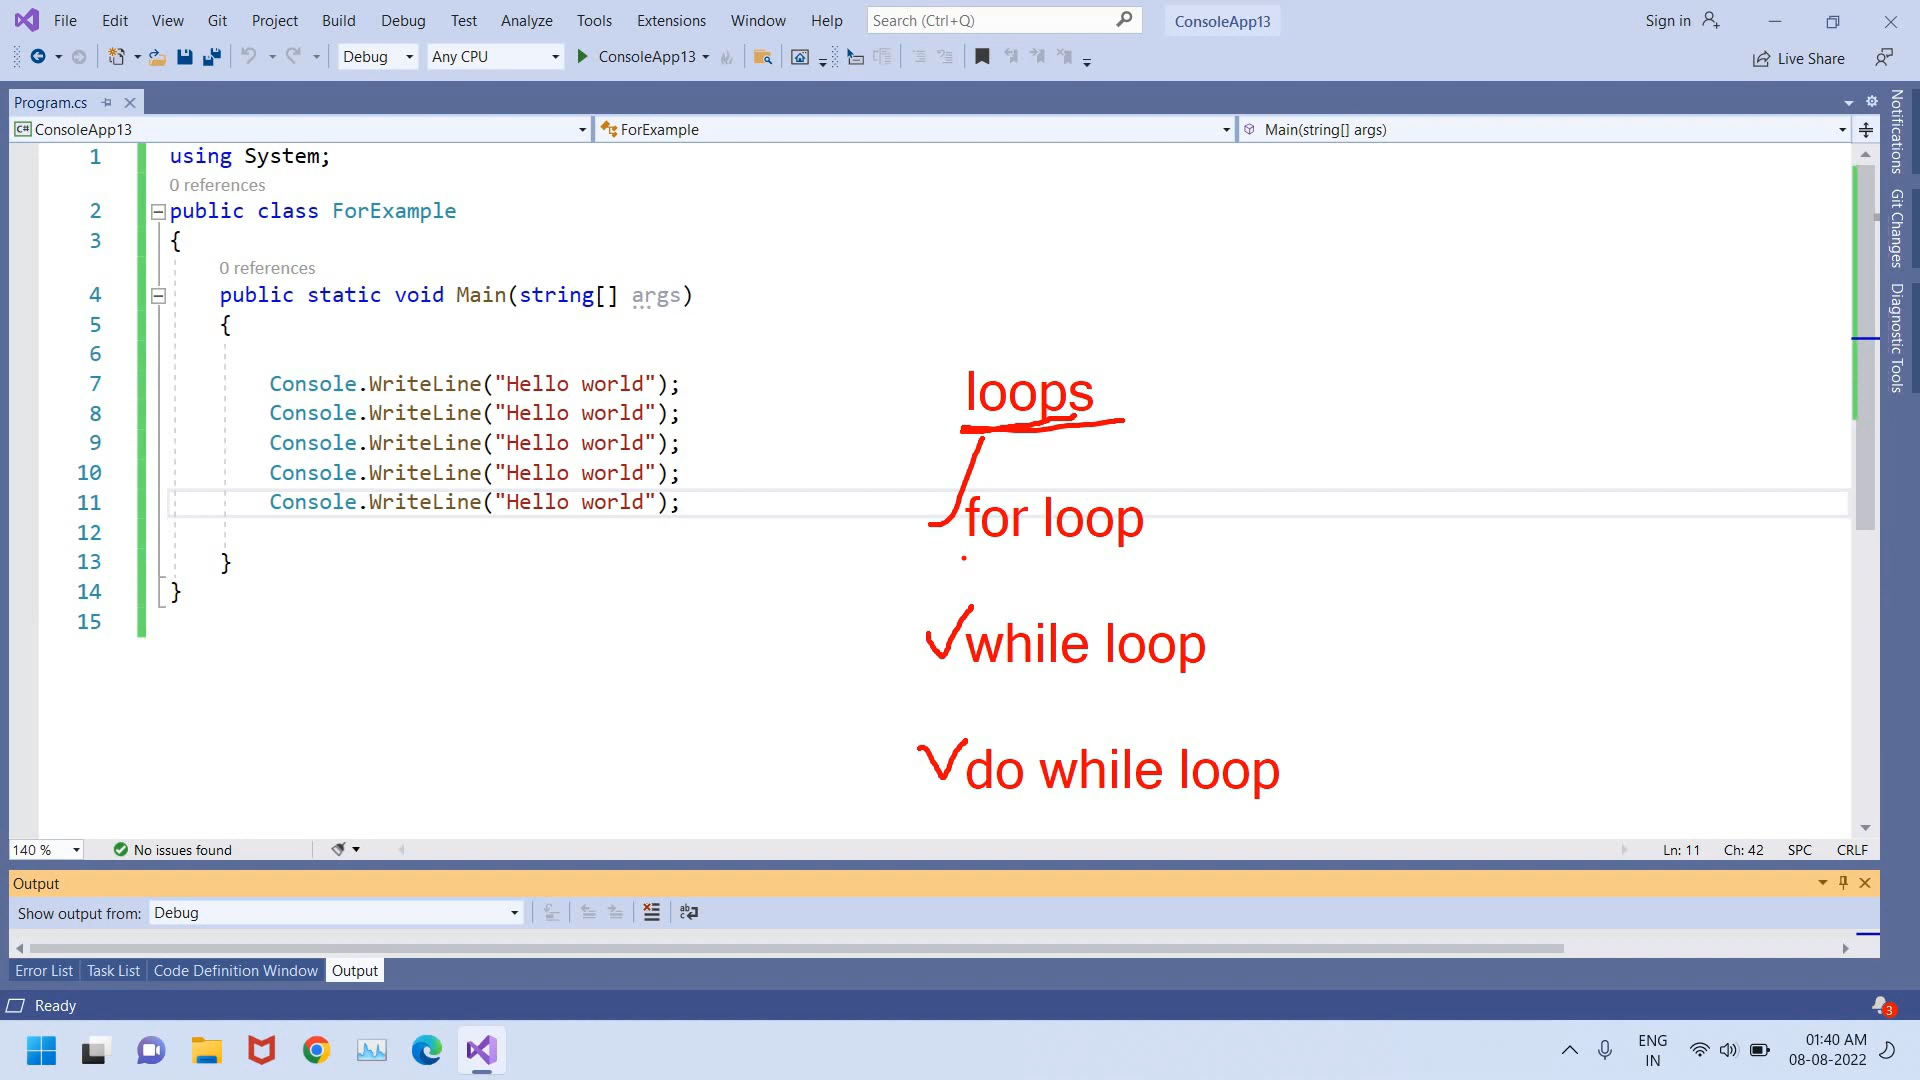 File Edit View Git Project Build Debug Test Analyze Tools Extensions Window Help Search (Ctrl+Q) ConsoleApp13 Sign in
Debug Any CPU ConsoleApp13 Live Share
Program.cs
C# ConsoleApp13 ForExample Main(string[] args)
1 using System;
0 references
2 public class ForExample
3 {
0 references
4 public static void Main(string[] args)
5 {
6
7 Console.WriteLine("Hello world");
8 Console.WriteLine("Hello world");
9 Console.WriteLine("Hello world");
10 Console.WriteLine("Hello world");
11 Console.WriteLine("Hello world");
12
13 }
14 }
15
loops
for loop
while loop
do while loop
Notifications
Git Changes
Diagnostic Tools
140 % No issues found Ln: 11 Ch: 42 SPC CRLF
Output
Show output from: Debug
Error List Task List Code Definition Window Output
Ready 3
ENG
IN
01:40 AM
08-08-2022